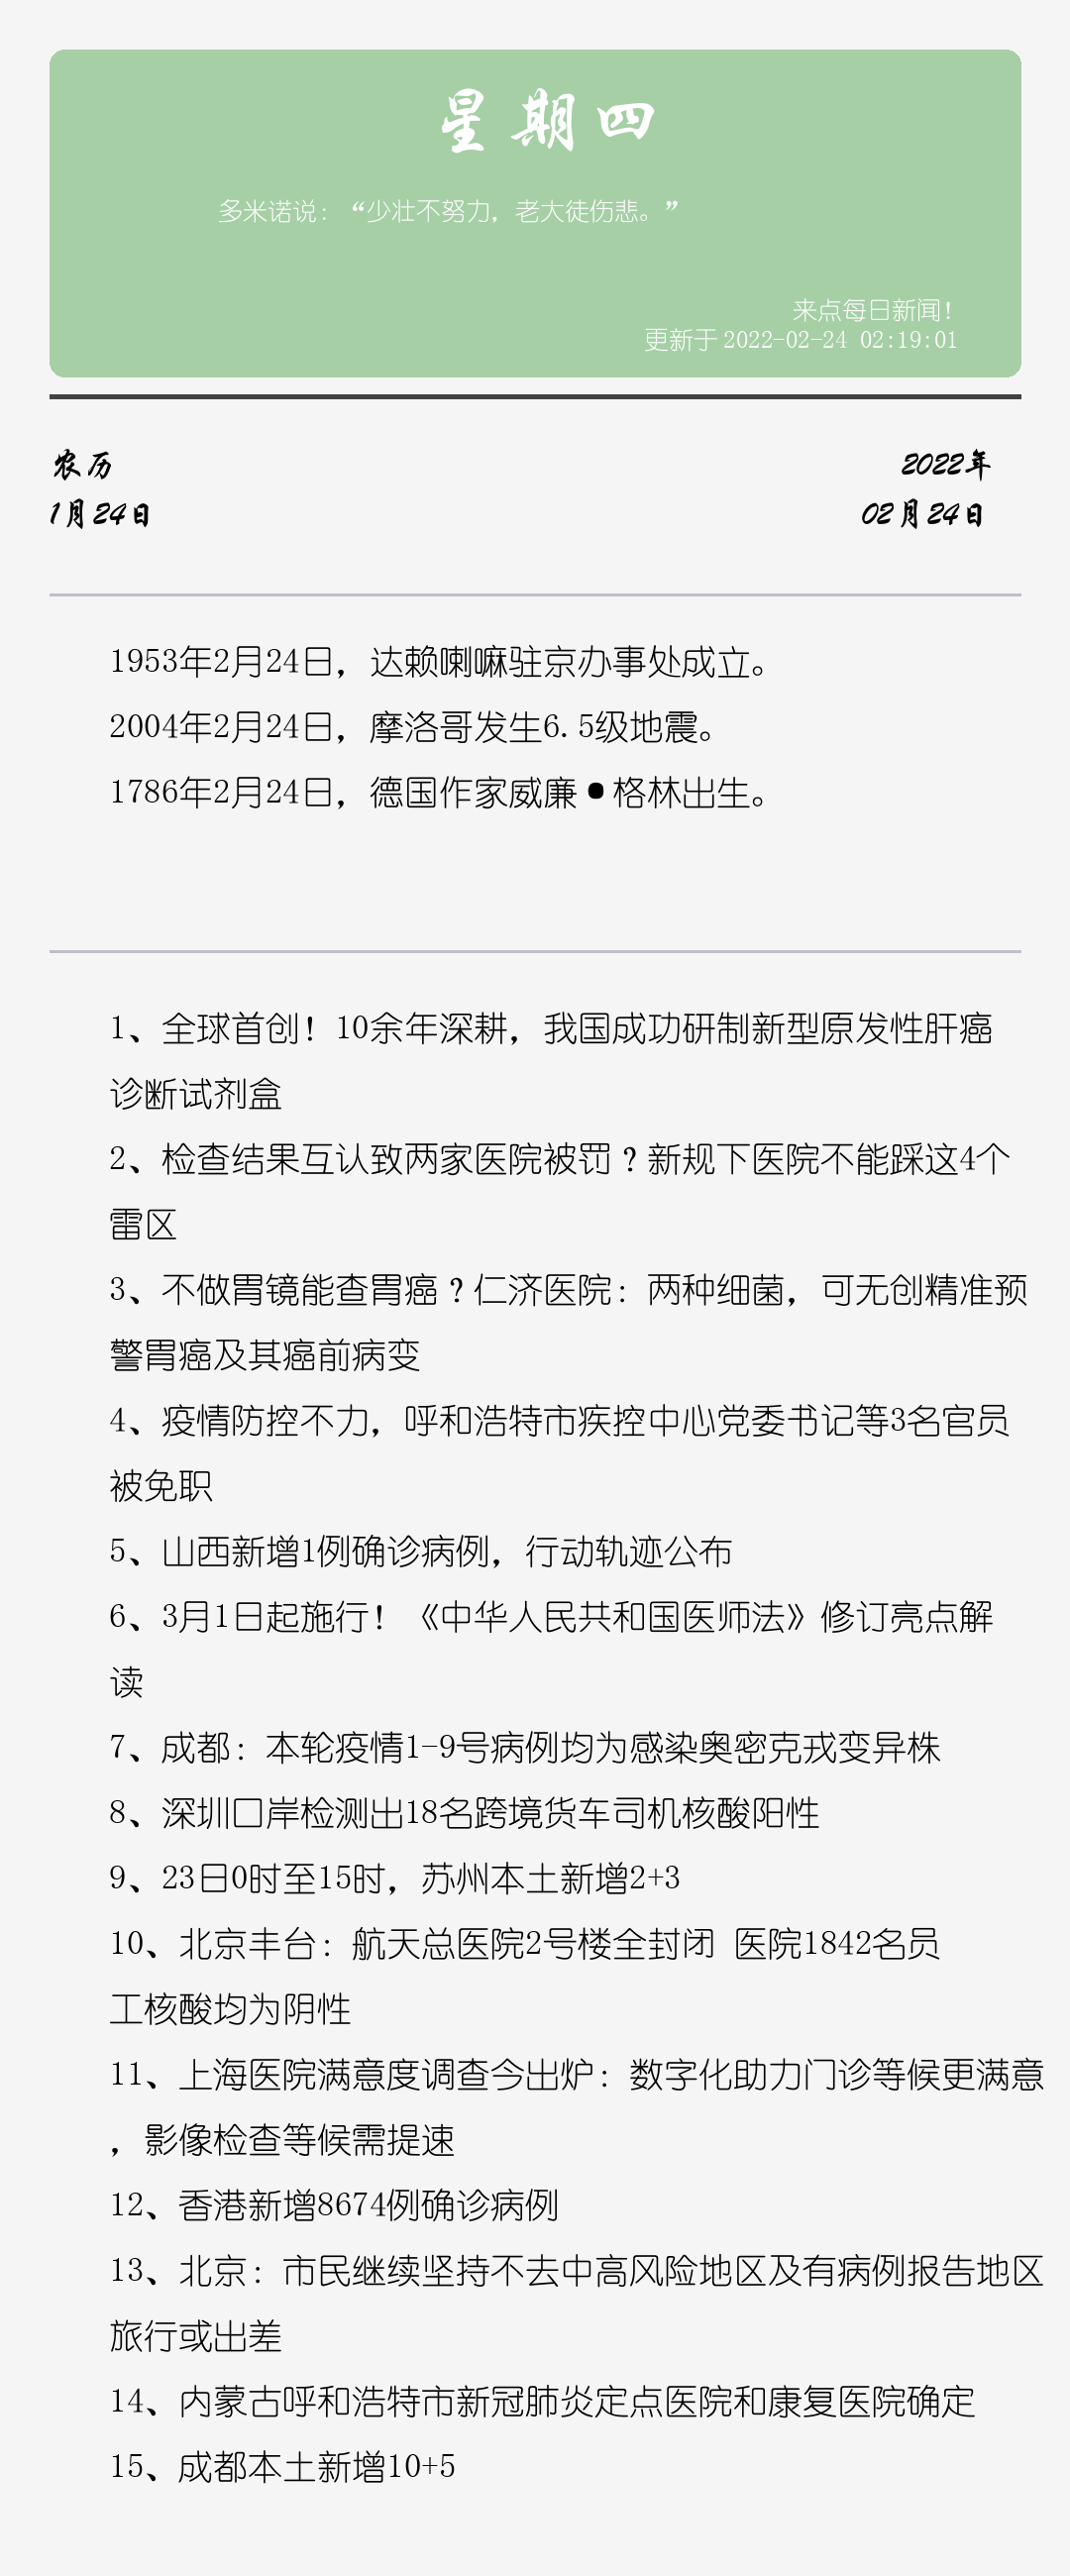 星期四
多米诺说：“少壮不努力，老大徒伤悲。”
来点每日新闻！
更新于 2022-02-24 02:19:01
农历
2022年
1月24日
02月24日
1953年2月24日，达赖喇嘛驻京办事处成立。
2004年2月24日，摩洛哥发生6.5级地震。
1786年2月24日，德国作家威廉•格林出生。
1、全球首创！10余年深耕，我国成功研制新型原发性肝癌
诊断试剂盒
2、检查结果互认致两家医院被罚？新规下医院不能踩这4个
雷区
3、不做胃镜能查胃癌？仁济医院：两种细菌，可无创精准预
警胃癌及其癌前病变
4、疫情防控不力，呼和浩特市疾控中心党委书记等3名官员
被免职
5、山西新增1例确诊病例，行动轨迹公布
6、3月1日起施行！《中华人民共和国医师法》修订亮点解
读
7、成都：本轮疫情1-9号病例均为感染奥密克戎变异株
8、深圳口岸检测出18名跨境货车司机核酸阳性
9、23日0时至15时，苏州本土新增2+3
10、北京丰台：航天总医院2号楼全封闭 医院1842名员
工核酸均为阴性
11、上海医院满意度调查今出炉：数字化助力门诊等候更满意
，影像检查等候需提速
12、香港新增8674例确诊病例
13、北京：市民继续坚持不去中高风险地区及有病例报告地区
旅行或出差
14、内蒙古呼和浩特市新冠肺炎定点医院和康复医院确定
15、成都本土新增10+5